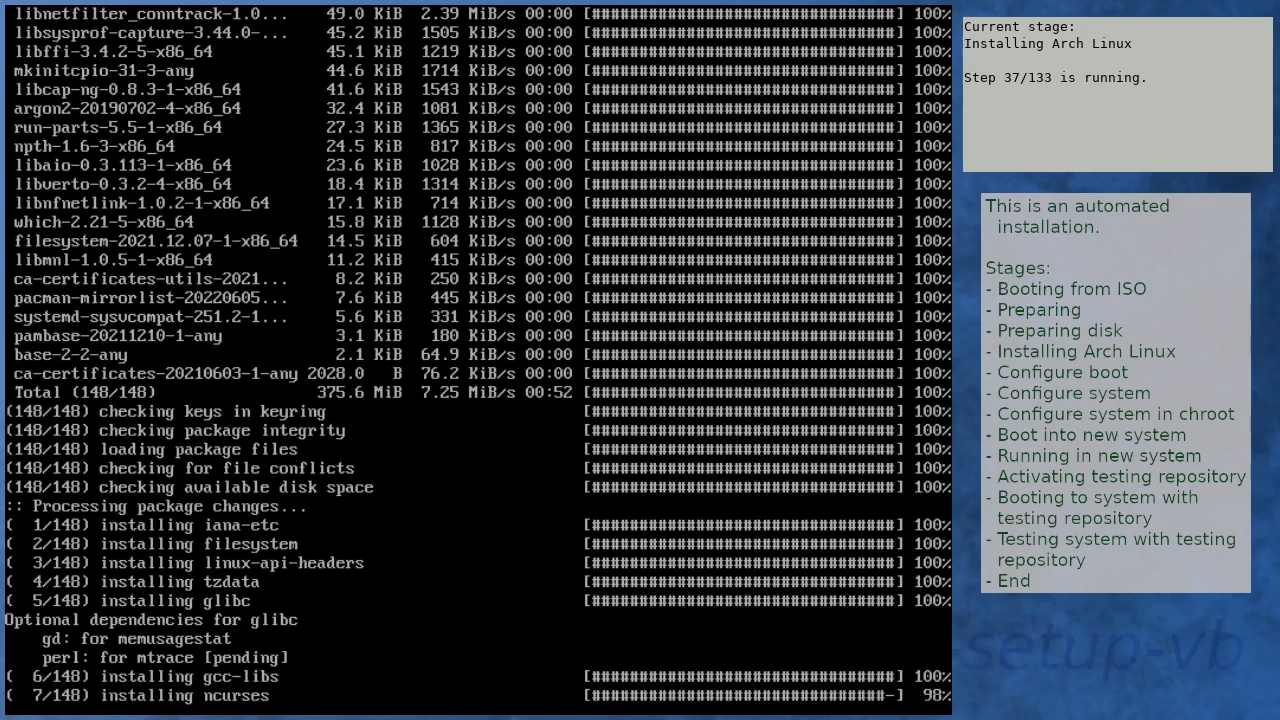 libnetfilter_conntrack-1.0... 49.0 KiB 2.39 MiB/s 00:00 [################################] 100%
libsysprof-capture-3.44.0-... 45.2 KiB 1505 KiB/s 00:00 [################################] 100%
libffi-3.4.2-5-x86_64 45.1 KiB 1219 KiB/s 00:00 [################################] 100%
mkinitcpio-31-3-any 44.6 KiB 1714 KiB/s 00:00 [################################] 100%
libcap-ng-0.8.3-1-x86_64 41.6 KiB 1543 KiB/s 00:00 [################################] 100%
argon2-20190702-4-x86_64 32.4 KiB 1081 KiB/s 00:00 [################################] 100%
run-parts-5.5-1-x86_64 27.3 KiB 1365 KiB/s 00:00 [################################] 100%
npth-1.6-3-x86_64 24.5 KiB 817 KiB/s 00:00 [################################] 100%
libaio-0.3.113-1-x86_64 23.6 KiB 1028 KiB/s 00:00 [################################] 100%
libverto-0.3.2-4-x86_64 18.4 KiB 1314 KiB/s 00:00 [################################] 100%
libnfnetlink-1.0.2-1-x86_64 17.1 KiB 714 KiB/s 00:00 [################################] 100%
which-2.21-5-x86_64 15.8 KiB 1128 KiB/s 00:00 [################################] 100%
filesystem-2021.12.07-1-x86_64 14.5 KiB 604 KiB/s 00:00 [################################] 100%
libmnl-1.0.5-1-x86_64 11.2 KiB 415 KiB/s 00:00 [################################] 100%
ca-certificates-utils-2021... 8.2 KiB 250 KiB/s 00:00 [################################] 100%
pacman-mirrorlist-20220605... 7.6 KiB 445 KiB/s 00:00 [################################] 100%
systemd-sysvcompat-251.2-1... 5.6 KiB 331 KiB/s 00:00 [################################] 100%
pambase-20211210-1-any 3.1 KiB 180 KiB/s 00:00 [################################] 100%
base-2-2-any 2.1 KiB 64.9 KiB/s 00:00 [################################] 100%
ca-certificates-20210603-1-any 2028.0 B 76.2 KiB/s 00:00 [################################] 100%
Total (148/148) 375.6 MiB 7.25 MiB/s 00:52 [################################] 100%
(148/148) checking keys in keyring [################################] 100%
(148/148) checking package integrity [################################] 100%
(148/148) loading package files [################################] 100%
(148/148) checking for file conflicts [################################] 100%
(148/148) checking available disk space [################################] 100%
:: Processing package changes...
( 1/148) installing iana-etc [################################] 100%
( 2/148) installing filesystem [################################] 100%
( 3/148) installing linux-api-headers [################################] 100%
( 4/148) installing tzdata [################################] 100%
( 5/148) installing glibc [################################] 100%
Optional dependencies for glibc
gd: for memusagestat
perl: for mtrace [pending]
( 6/148) installing gcc-libs [################################] 100%
( 7/148) installing ncurses [###############################-] 98%
Current stage:
Installing Arch Linux
Step 37/133 is running.
This is an automated
installation.
Stages:
- Booting from ISO
- Preparing
- Preparing disk
- Installing Arch Linux
- Configure boot
- Configure system
- Configure system in chroot
- Boot into new system
- Running in new system
- Activating testing repository
- Booting to system with
testing repository
- Testing system with testing
repository
- End
-setup-vb